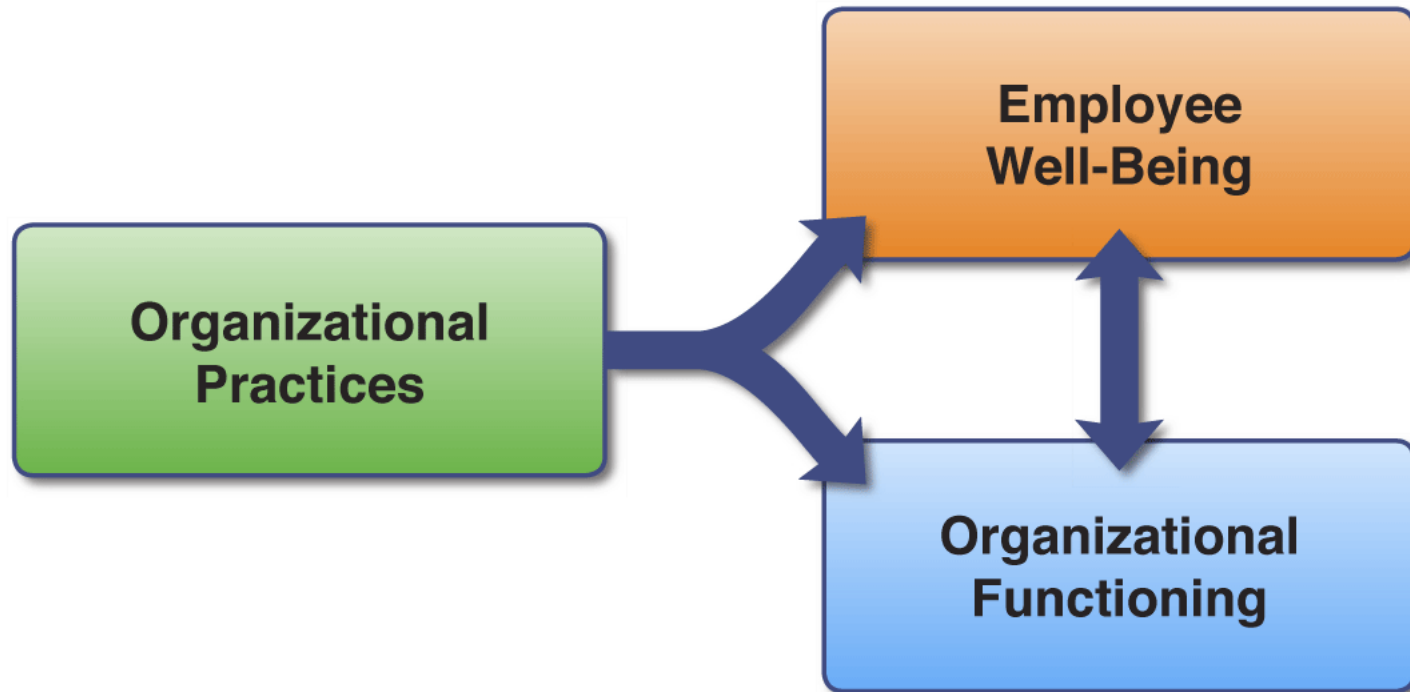 Employee
Well-Being
Organizational
Practices
Organizational
Functioning